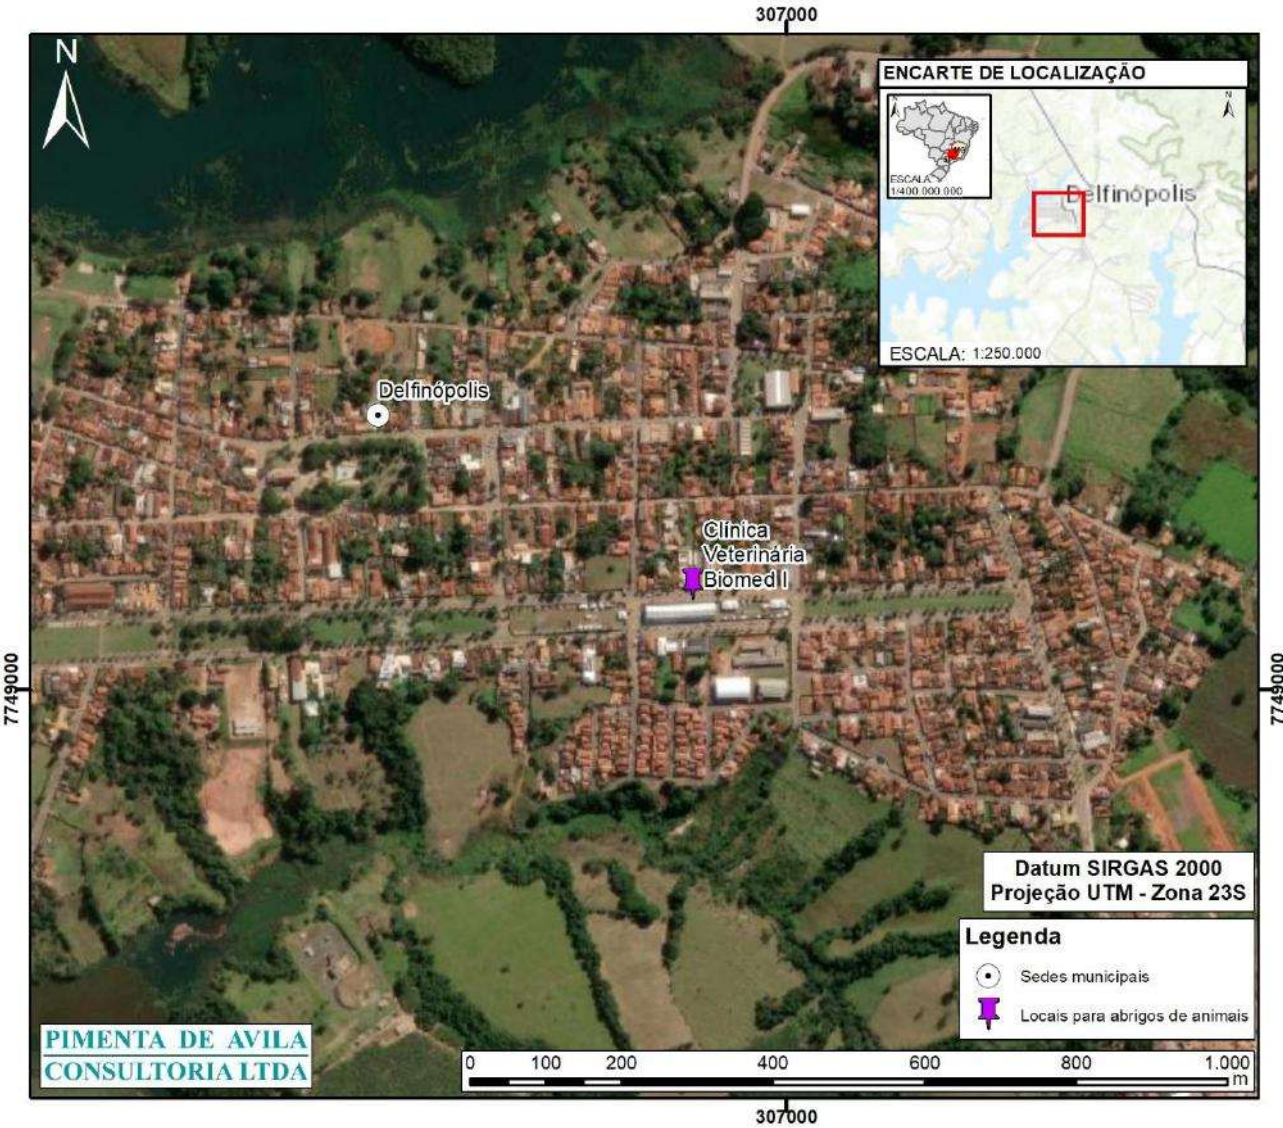 307000
N
ENCARTE DE LOCALIZAÇÃO
N
ESCALA:
1/400.000.000
Delfinópolis
ESCALA: 1:250.000
Delfinópolis
Clínica
Veterinária
Biomed I
7749000
7749000
Datum SIRGAS 2000
Projeção UTM - Zona 23S
Legenda
Sedes municipais
Locais para abrigos de animais
PIMENTA DE AVILA
CONSULTORIA LTDA
0 100 200 400 600 800 1.000
m
307000